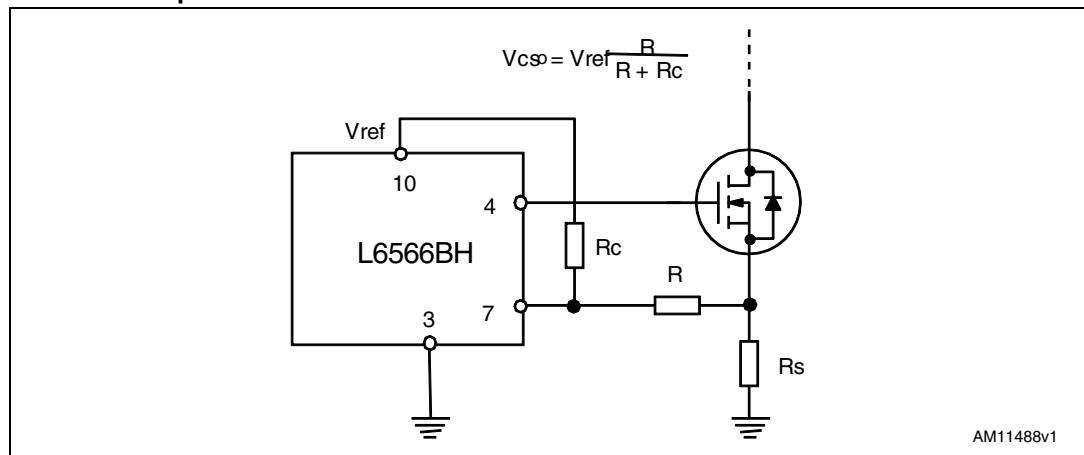 Vcso = Vref R
R + Rc
Vref
10
4
L6566BH
Rc
R
7
3
Rs
AM11488v1